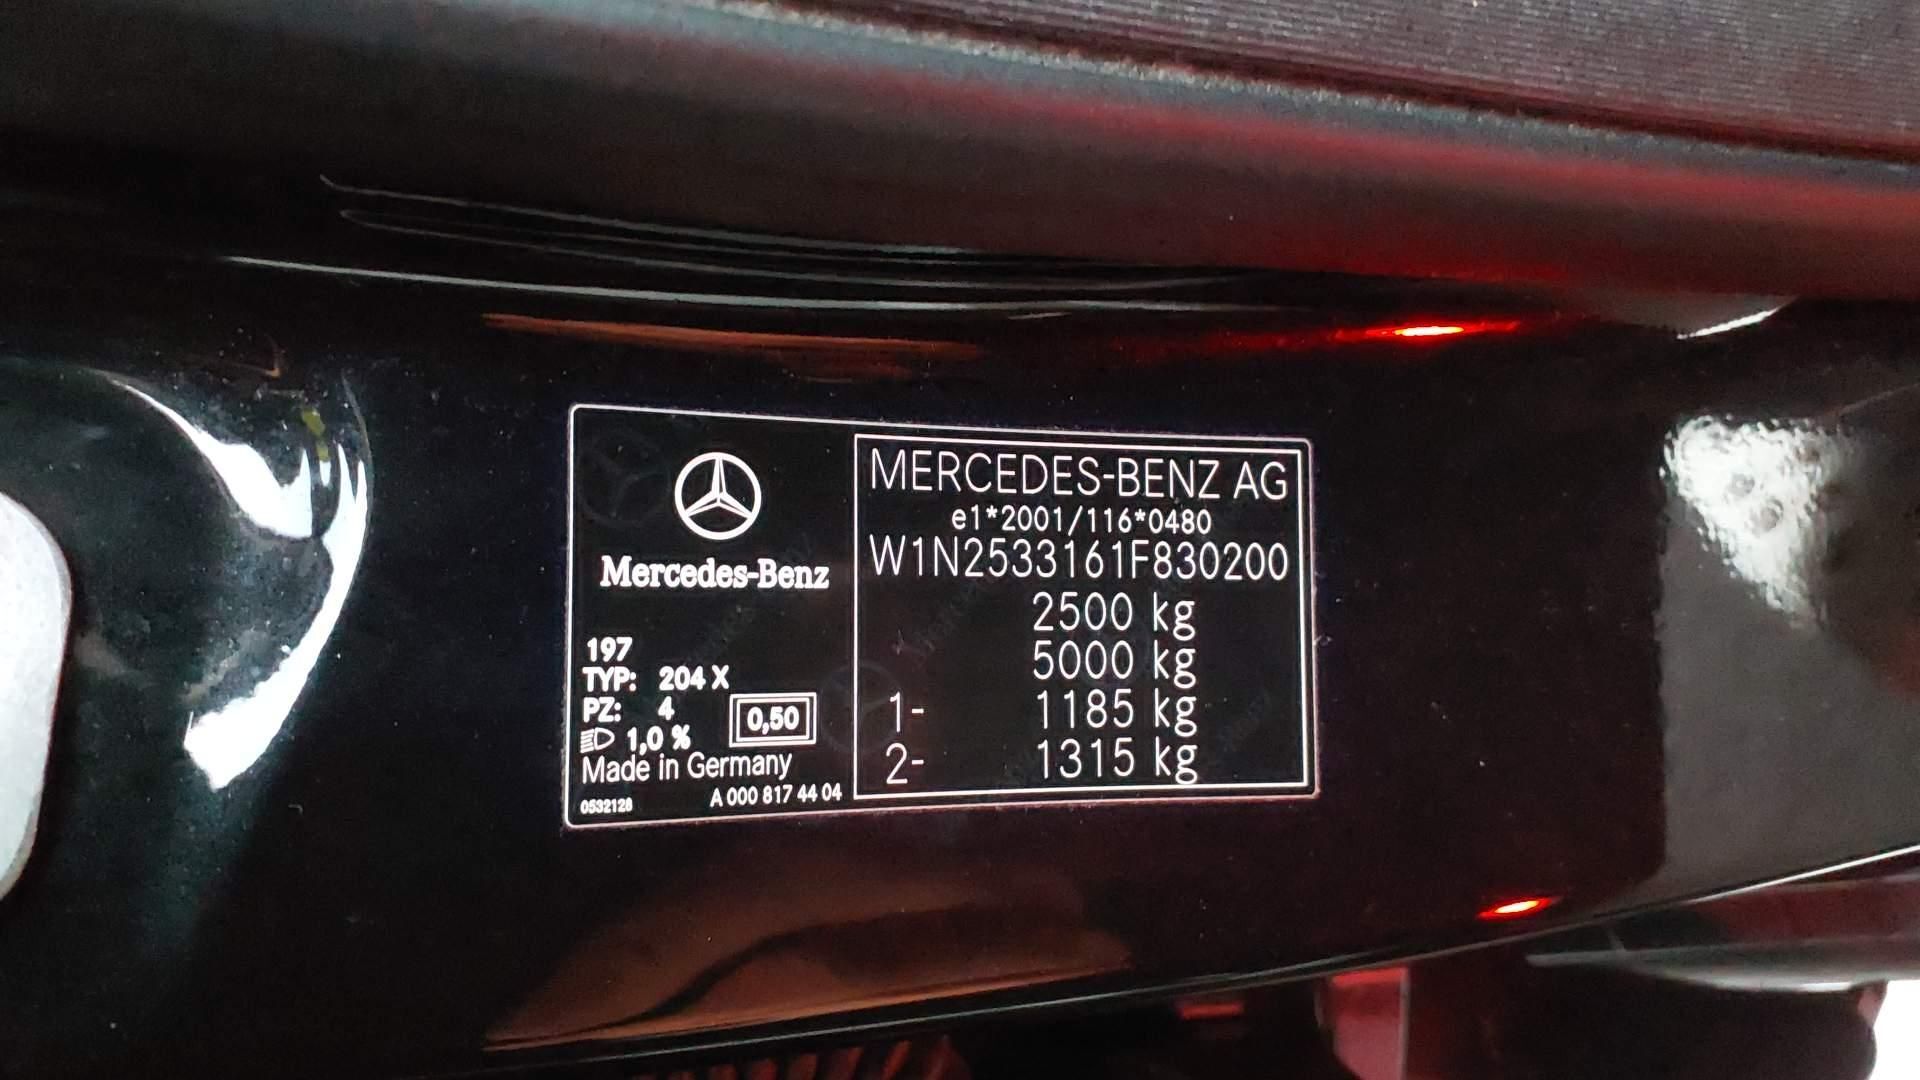 Mercedes-Benz
197
TYP: 204 X
PZ: 4
1,0 %
0,50
Made in Germany
0532128
A 000 817 44 04
MERCEDES-BENZ AG
e1*2001/116*0480
W1N2533161F830200
2500 kg
5000 kg
1- 1185 kg
2- 1315 kg